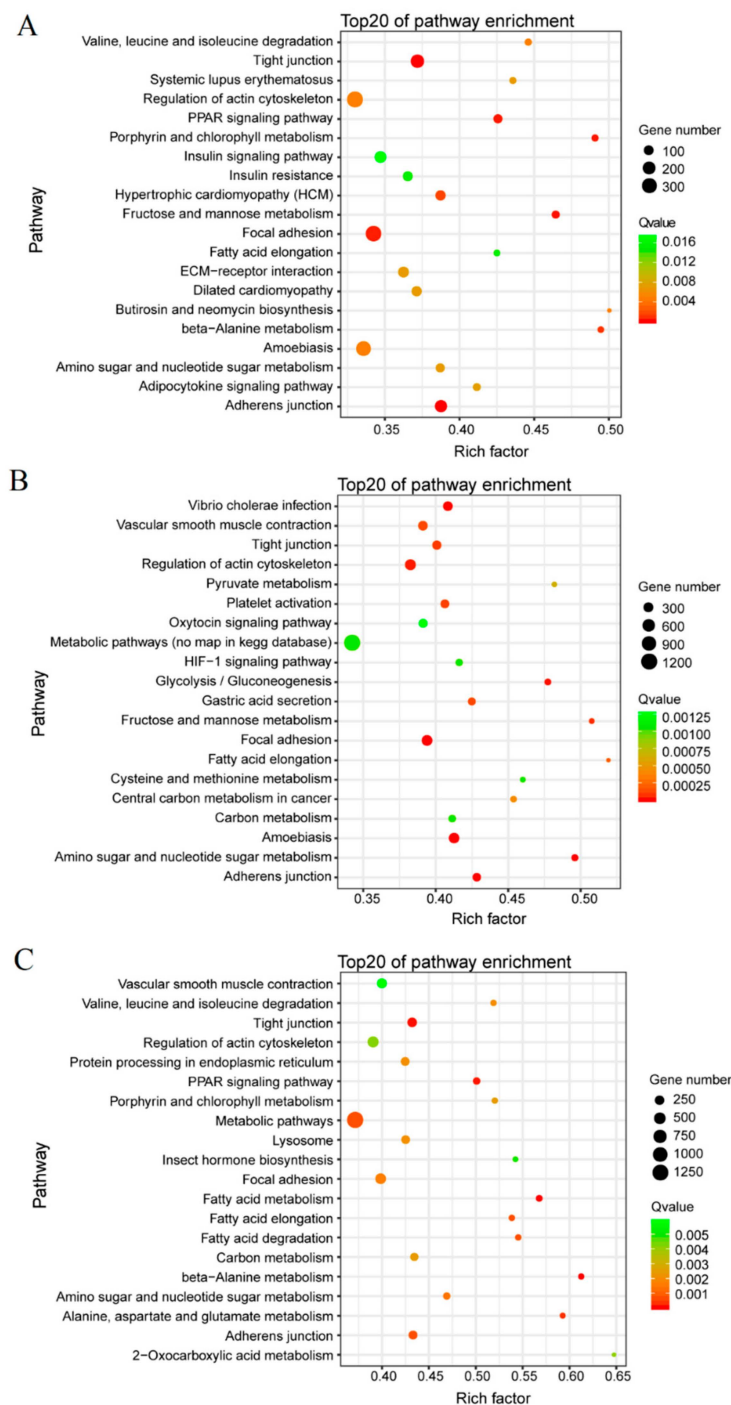 A
Top20 of pathway enrichment
Valine, leucine and isoleucine degradation
Tight junction
Systemic lupus erythematosus
Regulation of actin cytoskeleton
PPAR signaling pathway
Porphyrin and chlorophyll metabolism
Insulin signaling pathway
Insulin resistance
Hypertrophic cardiomyopathy (HCM)
Fructose and mannose metabolism
Focal adhesion
Fatty acid elongation
ECM−receptor interaction
Dilated cardiomyopathy
Butirosin and neomycin biosynthesis
beta−Alanine metabolism
Amoebiasis
Amino sugar and nucleotide sugar metabolism
Adipocytokine signaling pathway
Adherens junction
Pathway
0.35 0.40 0.45 0.50
Rich factor
Gene number
100
200
300
Qvalue
0.016
0.012
0.008
0.004
B
Top20 of pathway enrichment
Vibrio cholerae infection
Vascular smooth muscle contraction
Tight junction
Regulation of actin cytoskeleton
Pyruvate metabolism
Platelet activation
Oxytocin signaling pathway
Metabolic pathways (no map in kegg database)
HIF−1 signaling pathway
Glycolysis / Gluconeogenesis
Gastric acid secretion
Fructose and mannose metabolism
Focal adhesion
Fatty acid elongation
Cysteine and methionine metabolism
Central carbon metabolism in cancer
Carbon metabolism
Amoebiasis
Amino sugar and nucleotide sugar metabolism
Adherens junction
Pathway
0.35 0.40 0.45 0.50
Rich factor
Gene number
300
600
900
1200
Qvalue
0.00125
0.00100
0.00075
0.00050
0.00025
C
Top20 of pathway enrichment
Vascular smooth muscle contraction
Valine, leucine and isoleucine degradation
Tight junction
Regulation of actin cytoskeleton
Protein processing in endoplasmic reticulum
PPAR signaling pathway
Porphyrin and chlorophyll metabolism
Metabolic pathways
Lysosome
Insect hormone biosynthesis
Focal adhesion
Fatty acid metabolism
Fatty acid elongation
Fatty acid degradation
Carbon metabolism
beta−Alanine metabolism
Amino sugar and nucleotide sugar metabolism
Alanine, aspartate and glutamate metabolism
Adherens junction
2−Oxocarboxylic acid metabolism
Pathway
0.40 0.45 0.50 0.55 0.60 0.65
Rich factor
Gene number
250
500
750
1000
1250
Qvalue
0.005
0.004
0.003
0.002
0.001